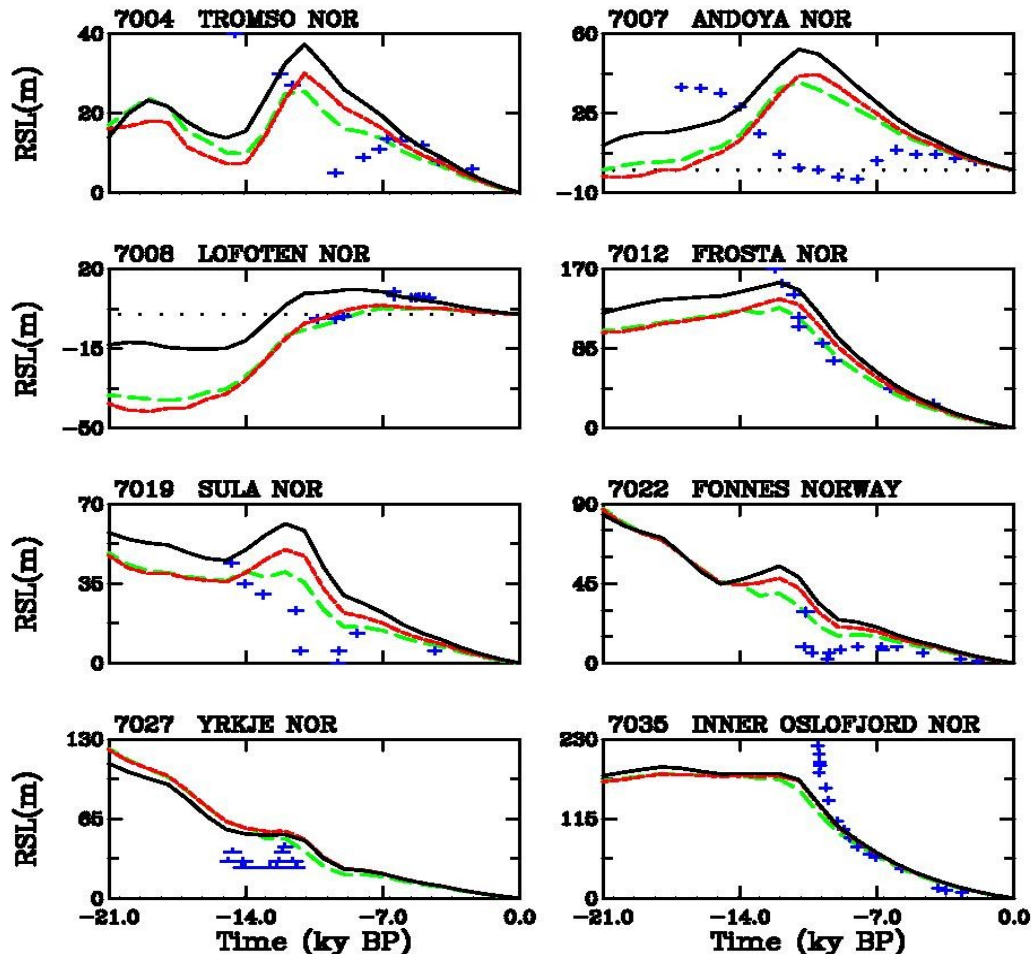 7004 TROMSO NOR
7007 ANDOYA NOR
RSL(m)
40
20
0
60
25
-10
7008 LOFOTEN NOR
7012 FROSTA NOR
RSL(m)
20
-15
-50
170
85
0
7019 SULA NOR
7022 FONNES NORWAY
RSL(m)
70
35
0
90
45
0
7027 YRKJE NOR
7035 INNER OSLOFJORD NOR
RSL(m)
130
65
0
230
115
0
-21.0 -14.0 -7.0 0.0
-21.0 -14.0 -7.0 0.0
Time (ky BP)
Time (ky BP)